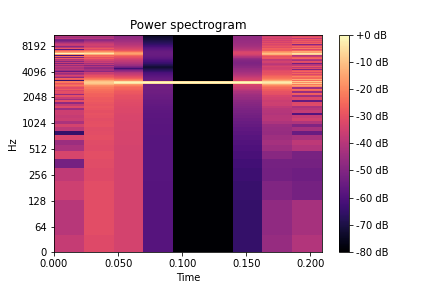 Power spectrogram
8192
4096
2048
1024
512
256
128
64
0
Hz
0.000 0.050 0.100 0.150 0.200
Time
+0 dB
-10 dB
-20 dB
-30 dB
-40 dB
-50 dB
-60 dB
-70 dB
-80 dB